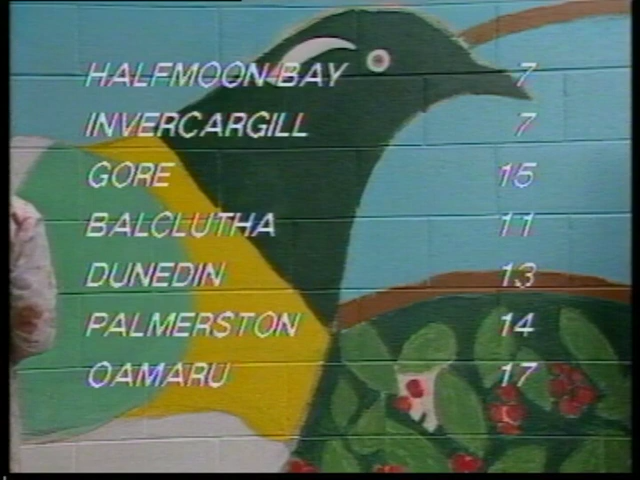 HALFMOON BAY 7
INVERCARGILL 7
GORE 15
BALCLUTHA 11
DUNEDIN 13
PALMERSTON 14
OAMARU 17